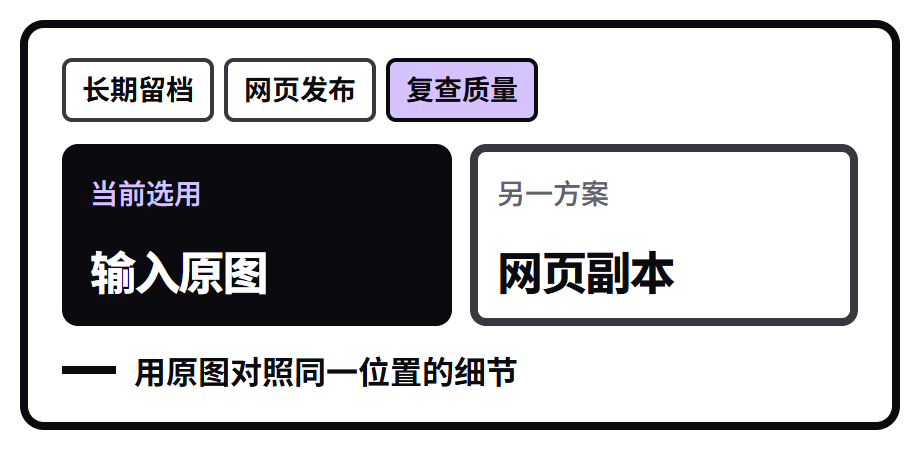 长期留档 网页发布 复查质量
当前选用
输入原图
另一方案
网页副本
用原图对照同一位置的细节